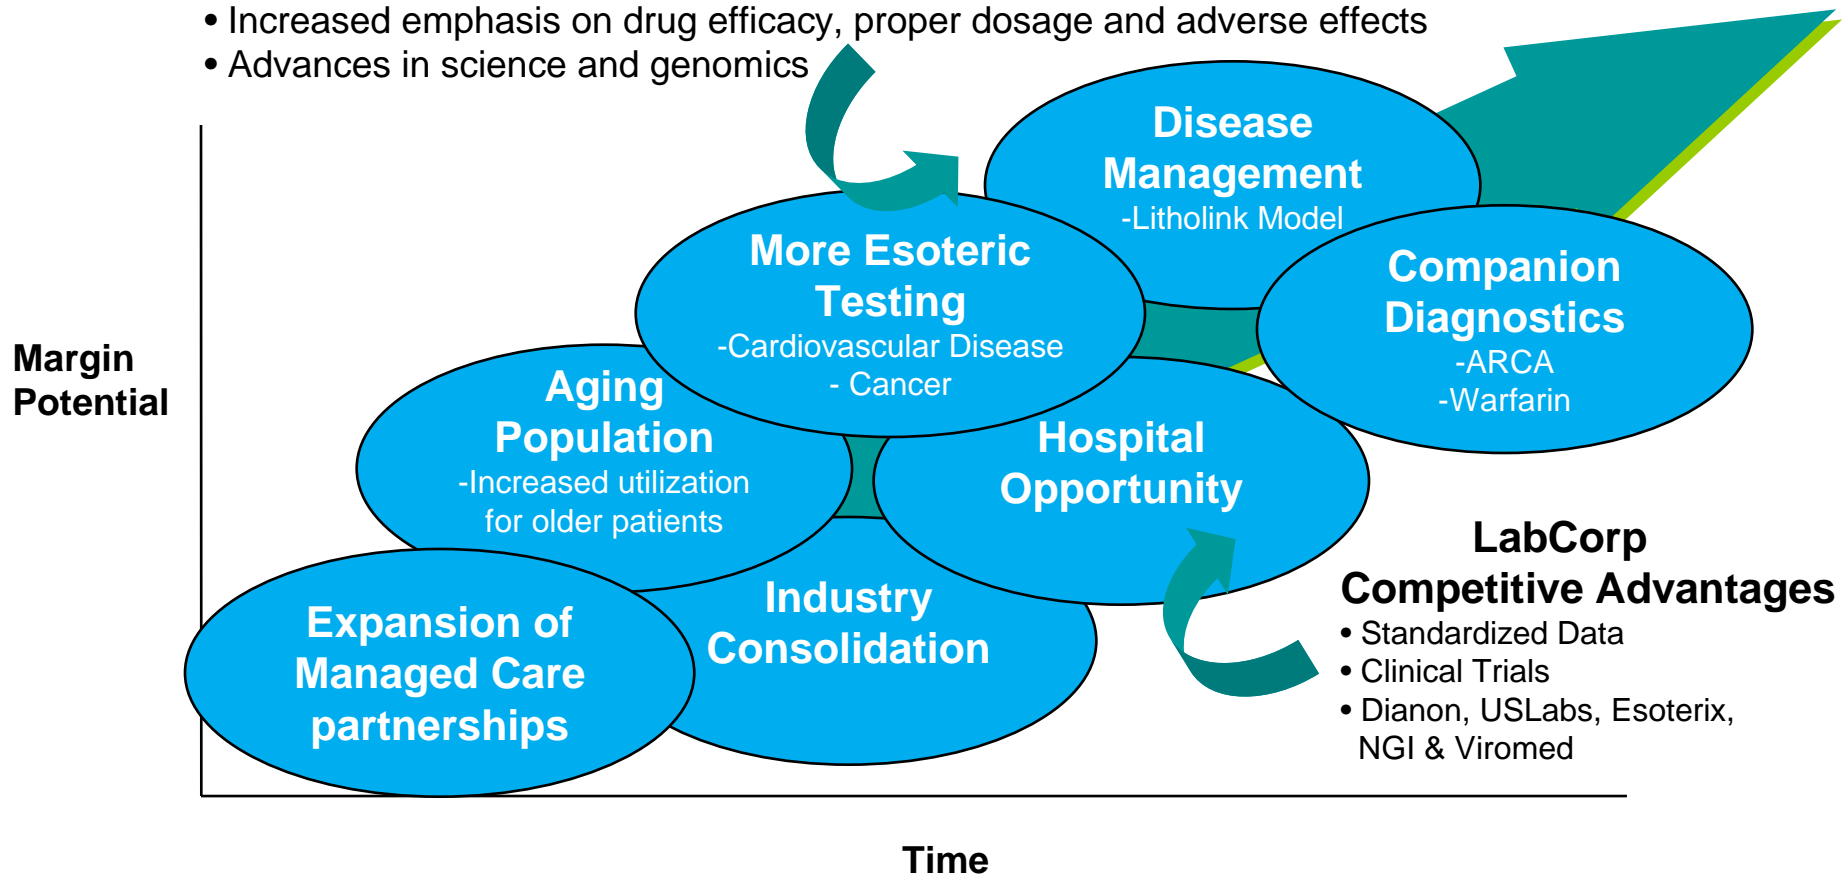 • Increased emphasis on drug efficacy, proper dosage and adverse effects
• Advances in science and genomics
Disease
Management
-Litholink Model
More Esoteric
Testing
-Cardiovascular Disease
- Cancer
Companion
Diagnostics
-ARCA
-Warfarin
Margin
Potential
Aging
Population
-Increased utilization
for older patients
Hospital
Opportunity
Industry
Consolidation
Expansion of
Managed Care
partnerships
LabCorp
Competitive Advantages
• Standardized Data
• Clinical Trials
• Dianon, USLabs, Esoterix,
NGI & Viromed
Time